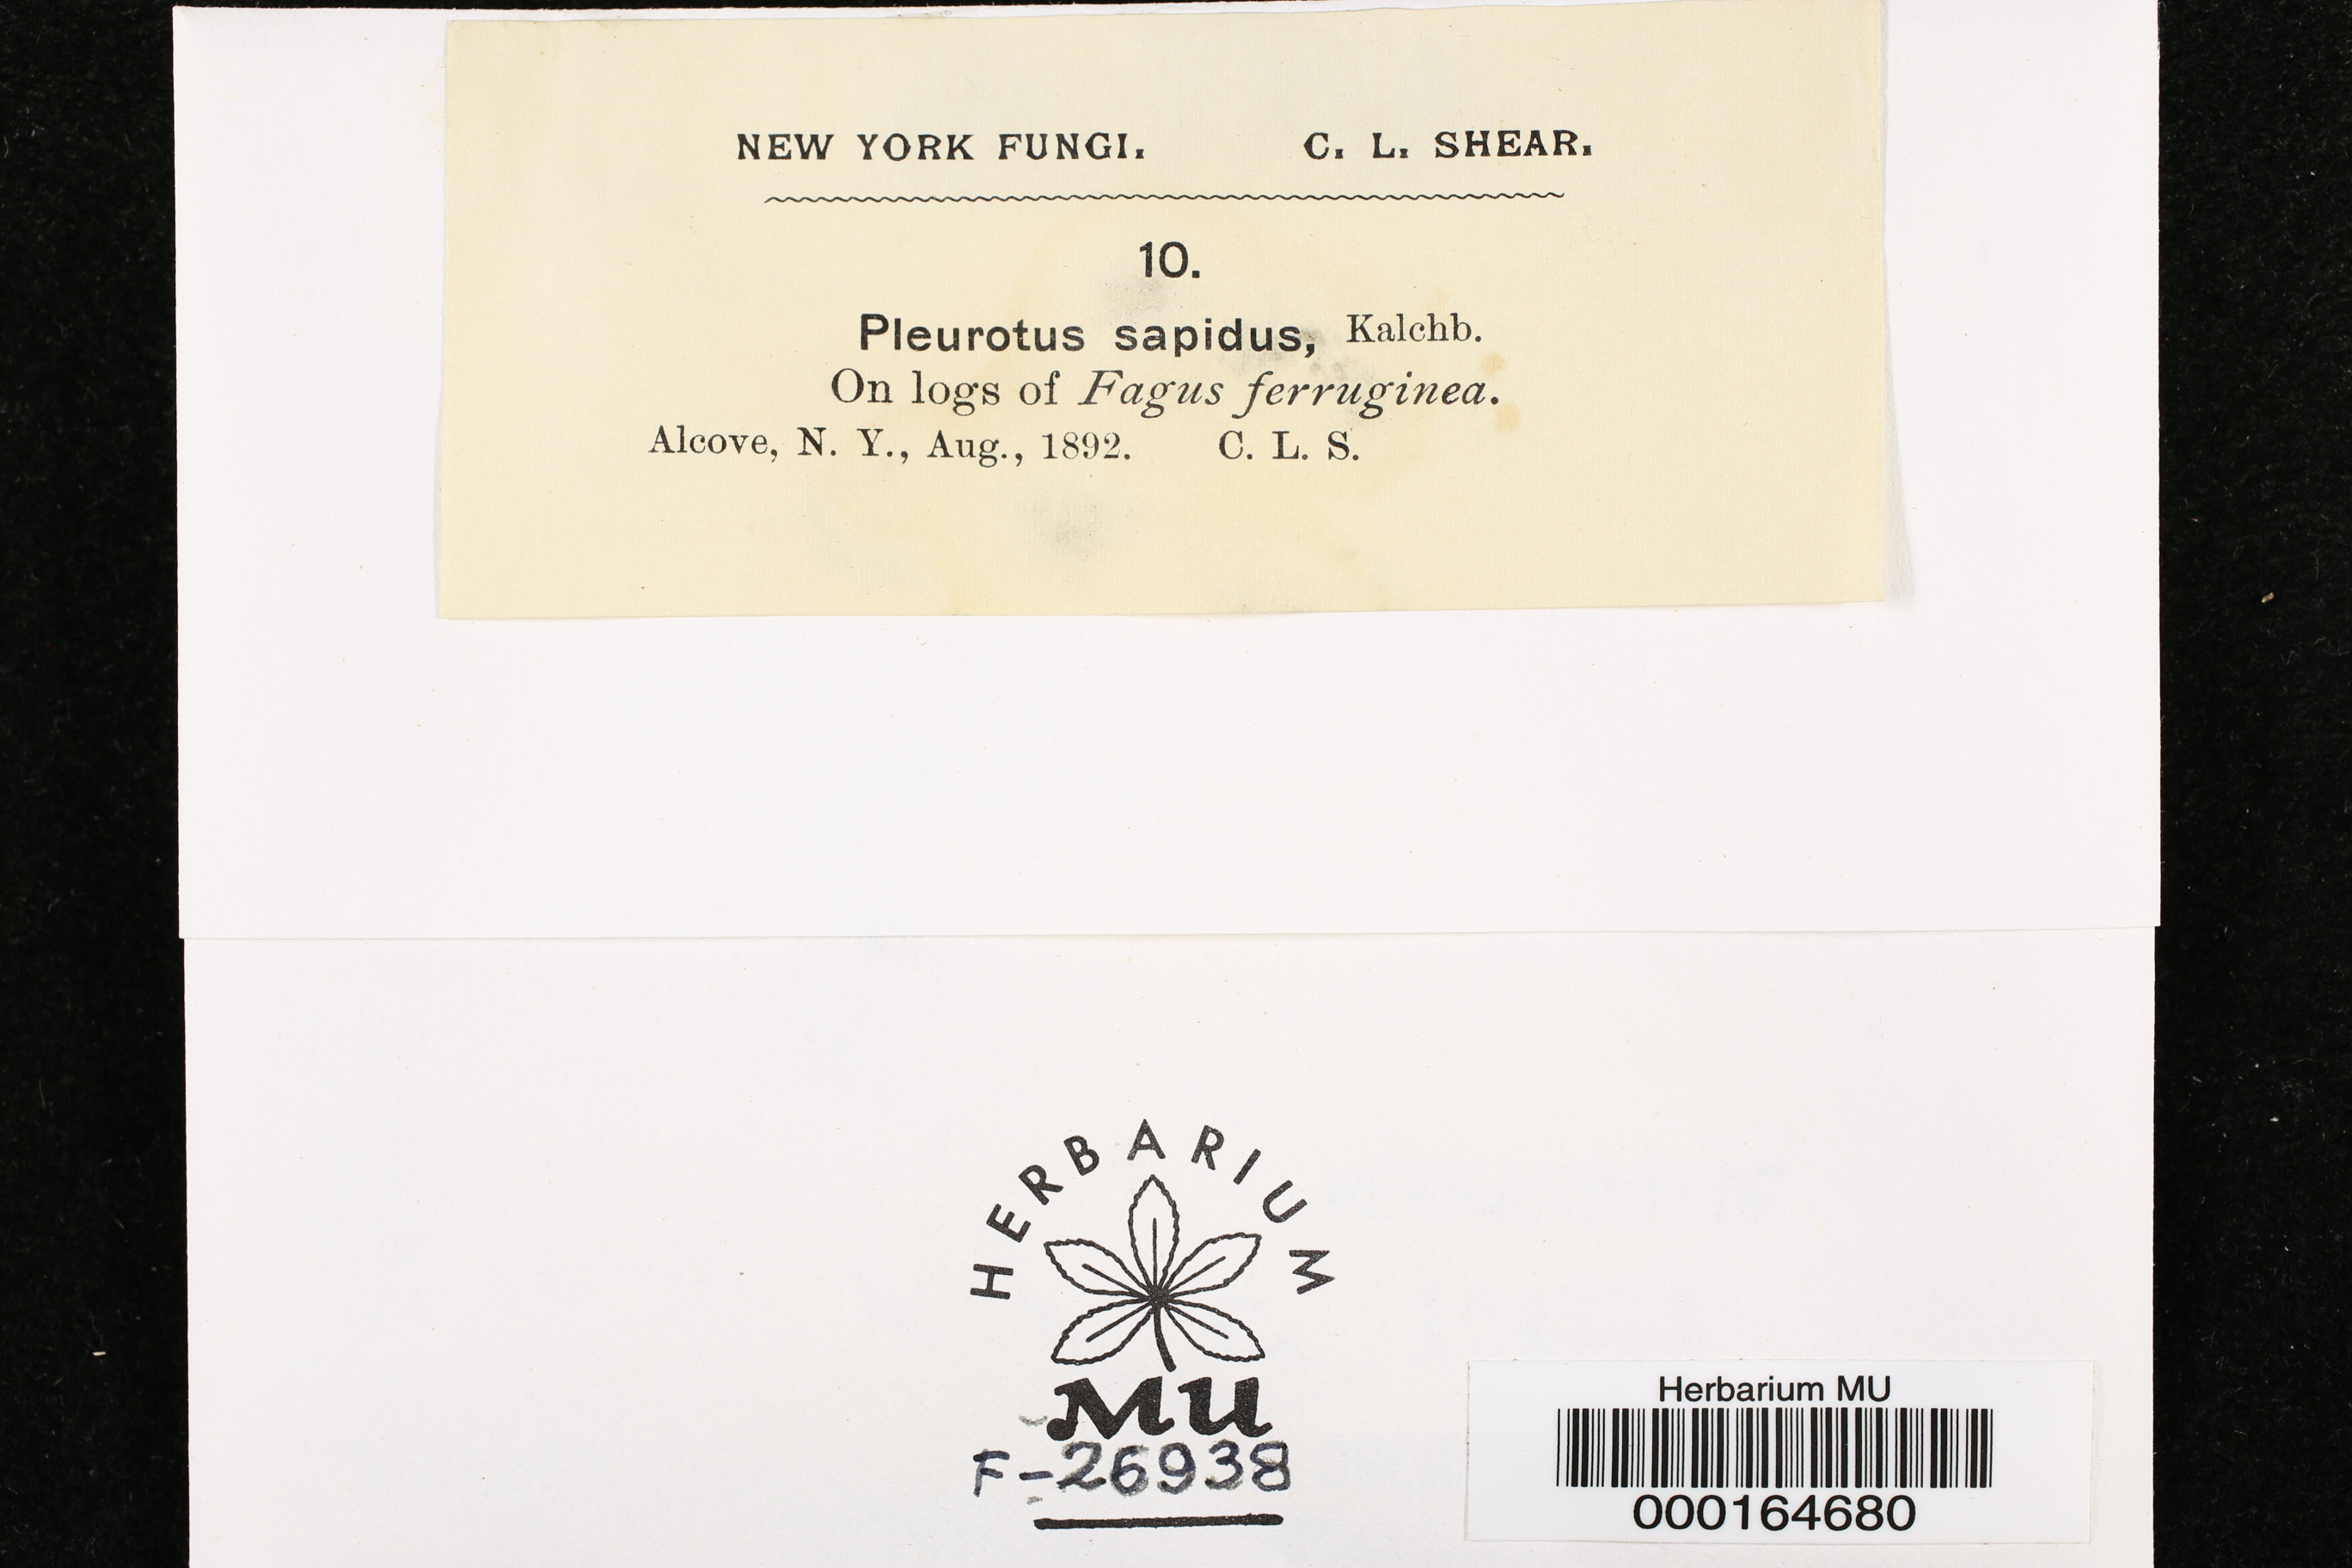 NEW YORK FUNGI. C. L. SHEAR.
10.
Pleurotus sapidus, Kalchb.
On logs of Fagus ferruginea.
Alcove, N. Y., Aug., 1892. C. L. S.
HERBARIUM
MU
F-26938
Herbarium MU
000164680